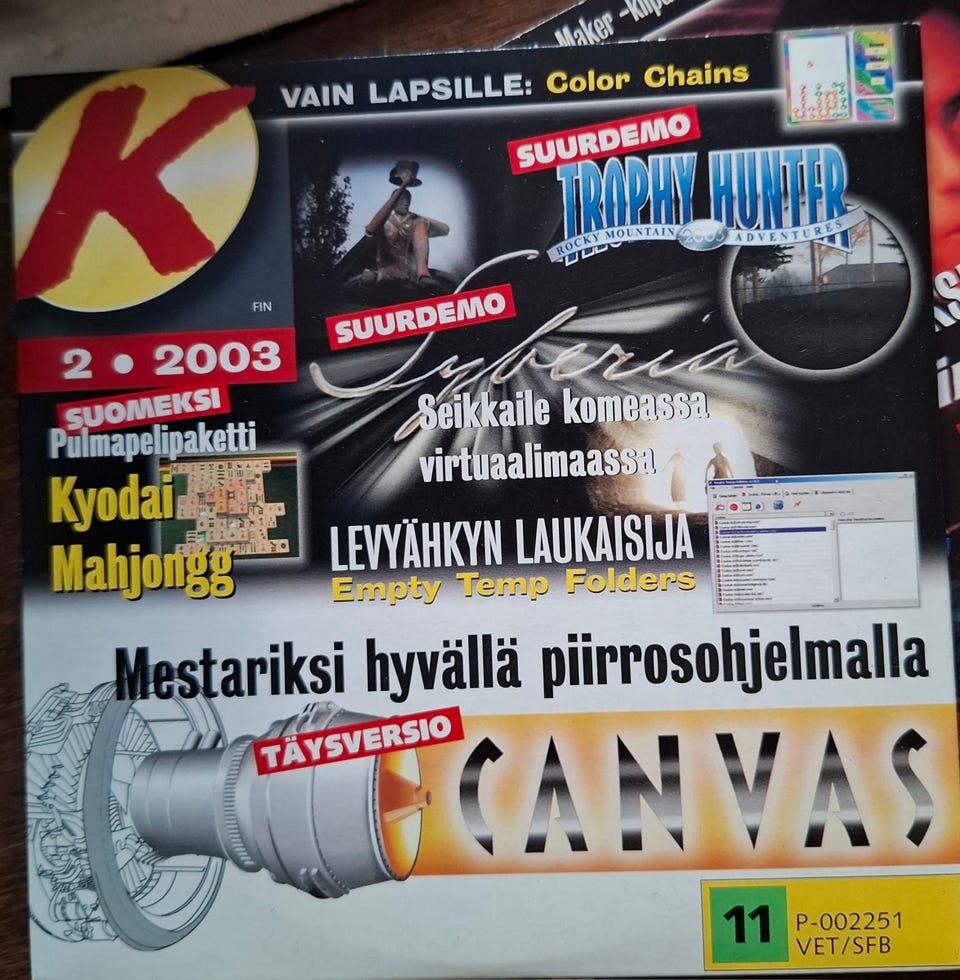 Maker -kilpa
VAIN LAPSILLE: Color Chains
K
FIN
2 • 2003
SUURDEMO
TROPHY HUNTER
ROCKY MOUNTAIN 2003 ADVENTURES
SUURDEMO
Syberia
Seikkaile komeassa
virtuaalimaassa
SUOMEKSI
Pulmapelipaketti
Kyodai
Mahjongg
LEVYÄHKYN LAUKAISIJA
Empty Temp Folders
Mestariksi hyvällä piirrosohjelmalla
TÄYSVERSIO
CANVAS
11
P-002251
VET/SFB